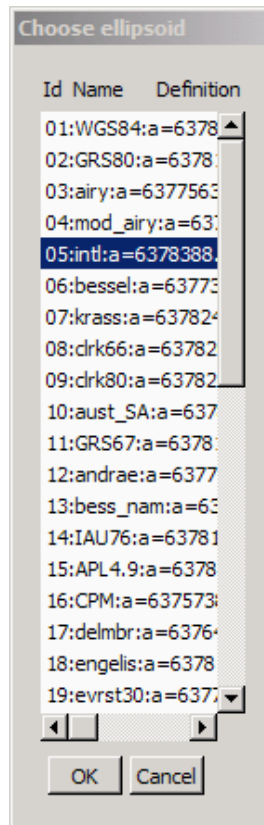 Choose ellipsoid
Id Name Definition
01:WGS84:a=6378
02:GRS80:a=6378
03:airy:a=6377563
04:mod_airy:a=63
05:intl:a=6378388.
06:bessel:a=63773
07:krass:a=637824
08:clrk66:a=63782
09:clrk80:a=63782
10:aust_SA:a=637
11:GRS67:a=6378
12:andrae:a=6377
13:bess_nam:a=63
14:IAU76:a=63781
15:APL4.9:a=6378
16:CPM:a=637573
17:delmbr:a=6376
18:engelis:a=6378
19:evrst30:a=637
OK Cancel